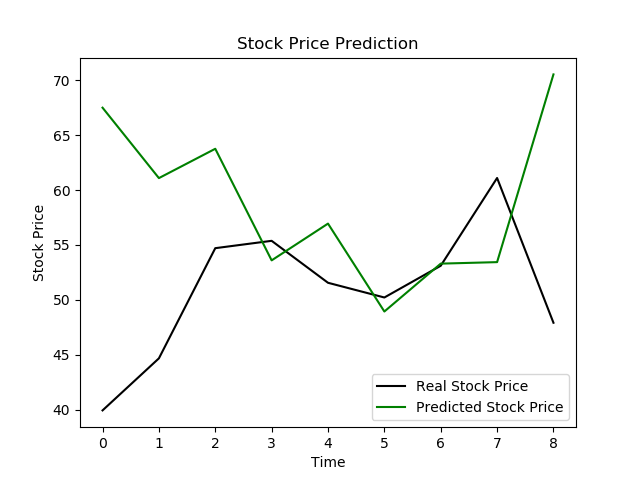 Stock Price Prediction
70
65
60
55
50
45
40
Stock Price
Real Stock Price
Predicted Stock Price
0 1 2 3 4 5 6 7 8
Time